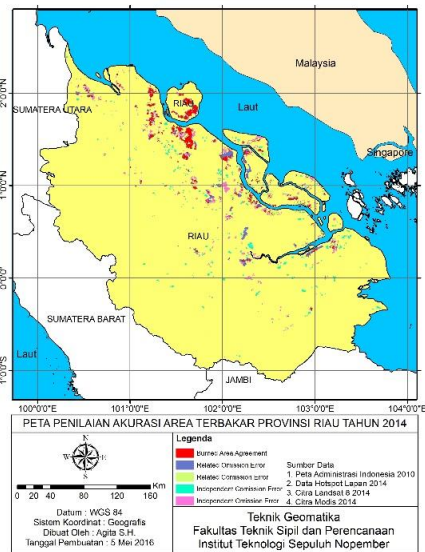 Malaysia
2°0'0"N
SUMATERA UTARA
RIAU
Laut
Singapore
1°0'0"N
RIAU
0°0'0"
SUMATERA BARAT
Laut
1°0'0"S
JAMBI
100°0'0"E 101°0'0"E 102°0'0"E 103°0'0"E 104°0'0"E
PETA PENILAIAN AKURASI AREA TERBAKAR PROVINSI RIAU TAHUN 2014
N
W E
S
0 20 40 80 120 160
Km
Datum : WGS 84
Sistem Koordinat : Geografis
Dibuat Oleh : Agita S.H.
Tanggal Pembuatan : 5 Mei 2016
Legenda
Burned Area Agreement
Related Omission Error
Related Comission Error
Independent Comission Error
Independent Omission Error
Sumber Data
1. Peta Administrasi Indonesia 2010
2. Data Hotspot Lapan 2014
3. Citra Landsat 8 2014
4. Citra Modis 2014
Teknik Geomatika
Fakultas Teknik Sipil dan Perencanaan
Institut Teknologi Sepuluh Nopember